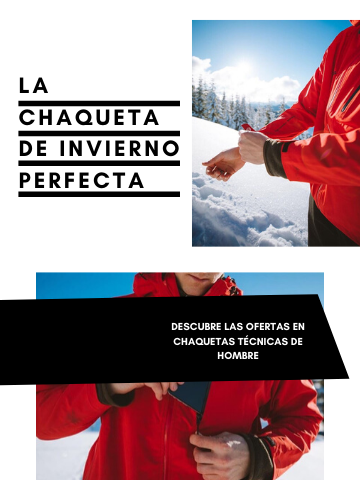 LA
CHAQUETA
DE INVIERNO
PERFECTA
DESCUBRE LAS OFERTAS EN
CHAQUETAS TÉCNICAS DE
HOMBRE